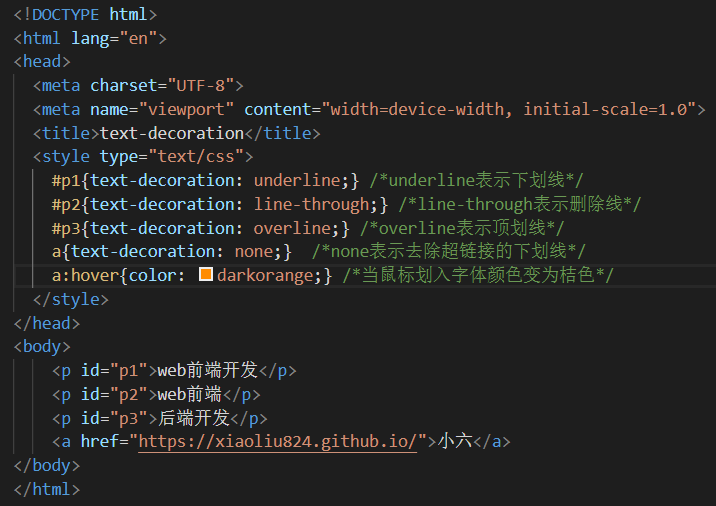 <!DOCTYPE html>
<html lang="en">
<head>
  <meta charset="UTF-8">
  <meta name="viewport" content="width=device-width, initial-scale=1.0">
  <title>text-decoration</title>
  <style type="text/css">
    #p1{text-decoration: underline;} /*underline表示下划线*/
    #p2{text-decoration: line-through;} /*line-through表示删除线*/
    #p3{text-decoration: overline;} /*overline表示顶划线*/
    a{text-decoration: none;}  /*none表示去除超链接的下划线*/
    a:hover{color: darkorange;} /*当鼠标划入字体颜色变为桔色*/
  </style>
</head>
<body>
    <p id="p1">web前端开发</p>
    <p id="p2">web前端</p>
    <p id="p3">后端开发</p>
    <a href="https://xiaoliu824.github.io/">小六</a>
</body>
</html>